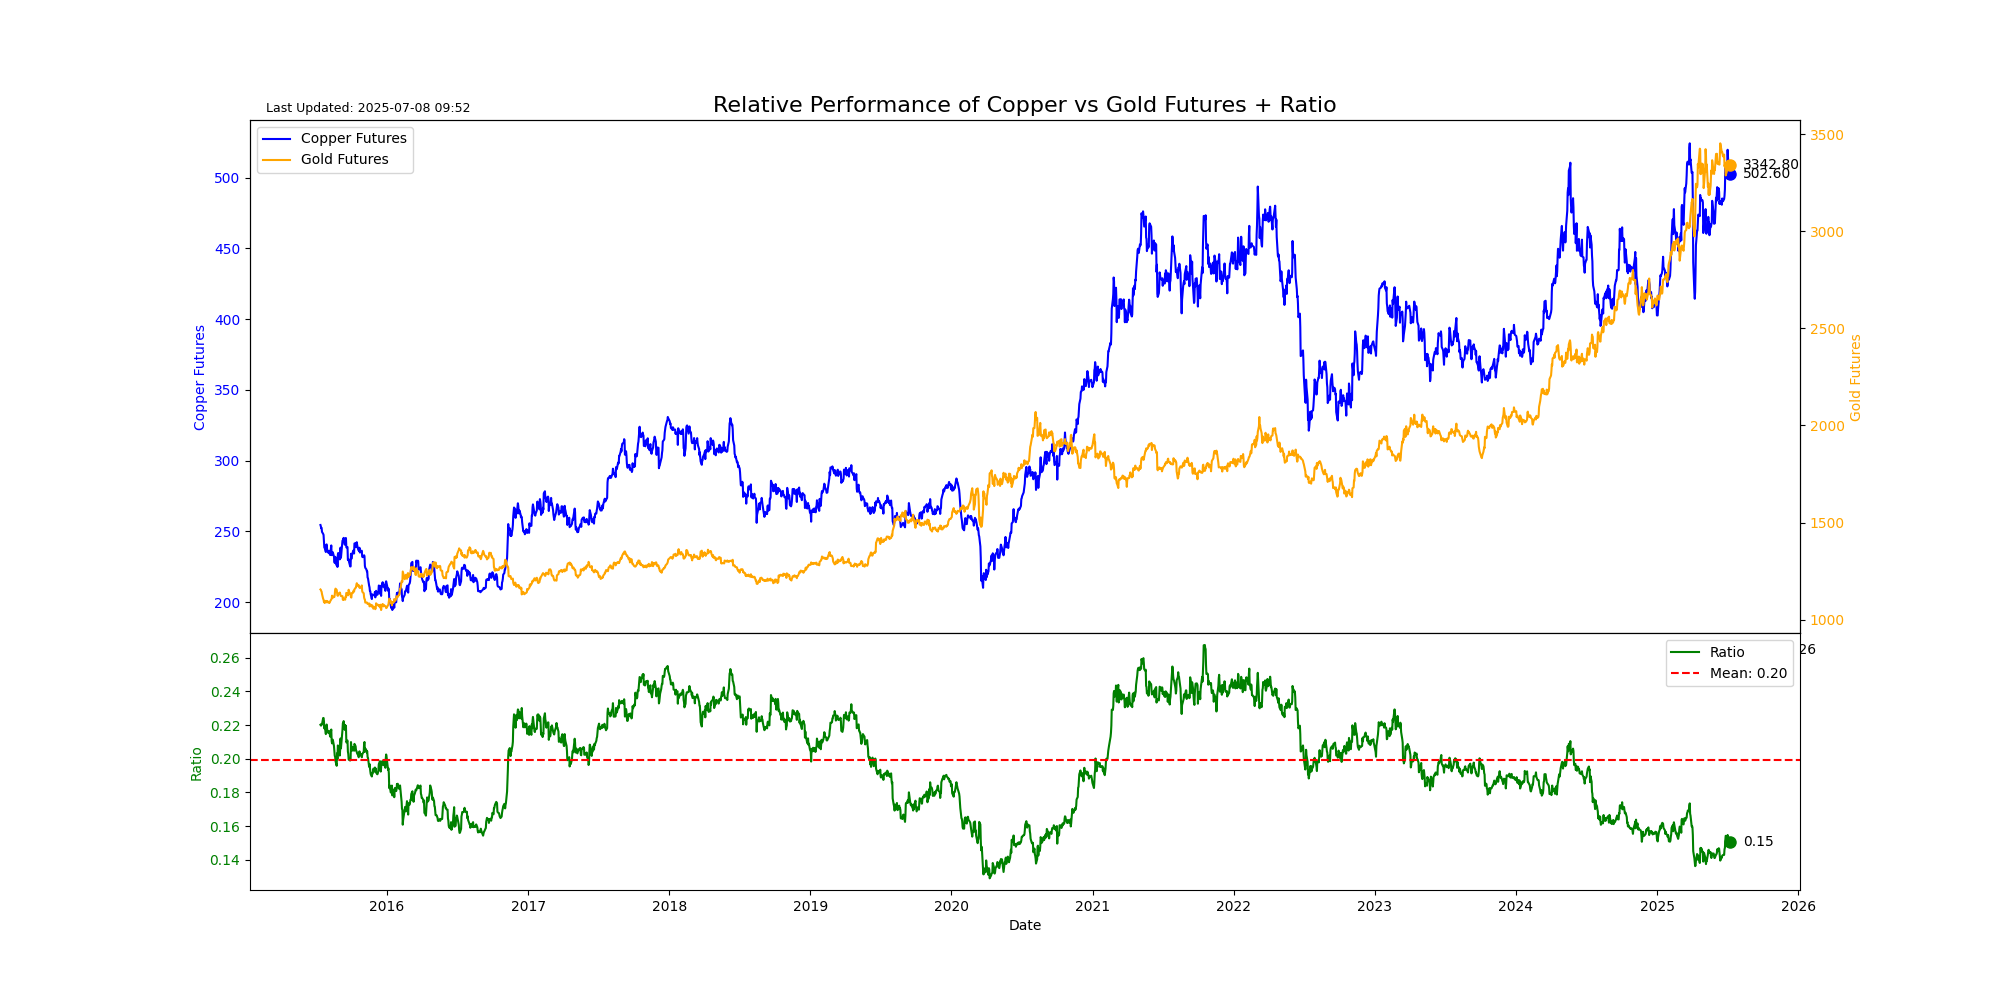 Last Updated: 2025-07-08 09:52
Relative Performance of Copper vs Gold Futures + Ratio
Copper Futures
Gold Futures
500
450
400
350
300
250
200
Copper Futures
3500
3000
2500
2000
1500
1000
Gold Futures
3342.80
502.60
26
Ratio
Mean: 0.20
0.26
0.24
0.22
0.20
0.18
0.16
0.14
Ratio
0.15
2016 2017 2018 2019 2020 2021 2022 2023 2024 2025 2026
Date